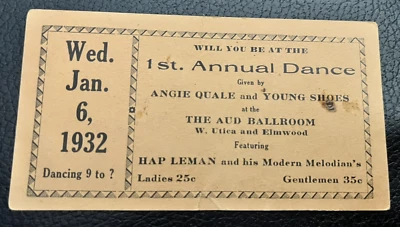 Wed.
Jan.
6,
1932
Dancing 9 to ?
WILL YOU BE AT THE
1st. Annual Dance
Given by
ANGIE QUALE and YOUNG SHOES
at the
THE AUD BALLROOM
W. Utica and Elmwood
Featuring
HAP LEMAN and his Modern Melodian's
Ladies 25c Gentlemen 35c